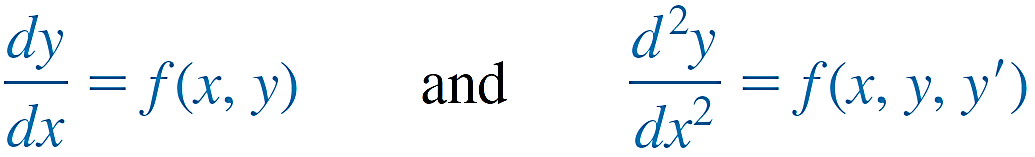 dy/dx = f(x, y) and d²y/dx² = f(x, y, y′)